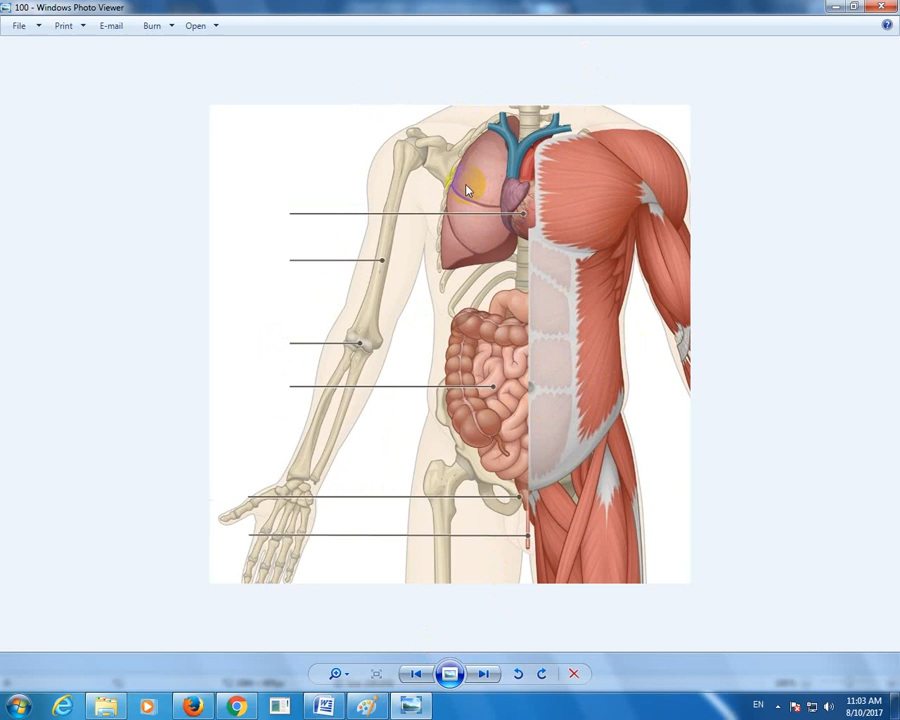 100 - Windows Photo Viewer
File Print E-mail Burn Open
EN
11:03 AM
8/10/2017